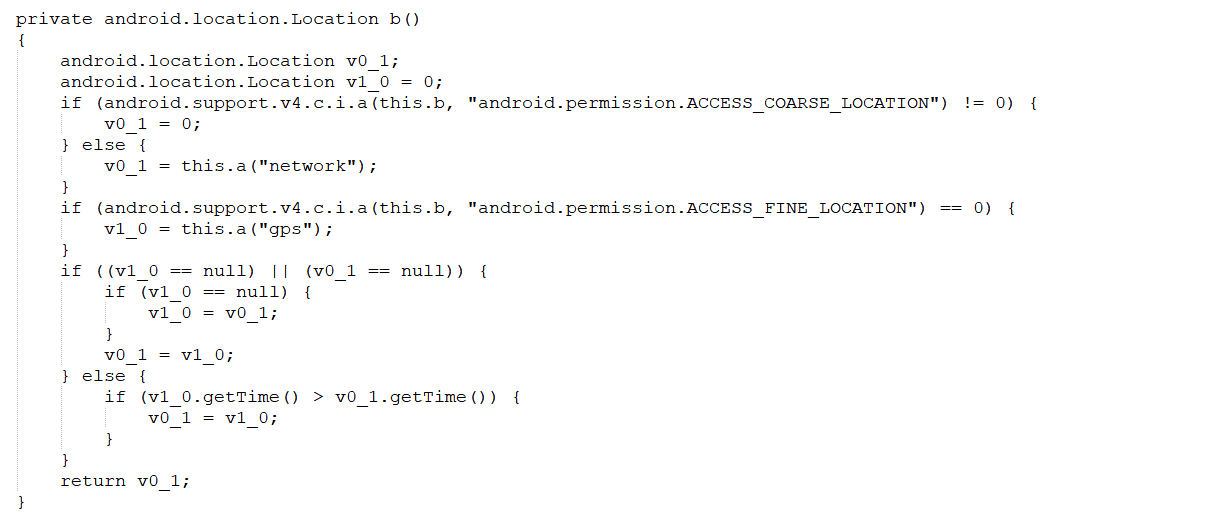 private android.location.Location b()
{
    android.location.Location v0_1;
    android.location.Location v1_0 = 0;
    if (android.support.v4.c.i.a(this.b, "android.permission.ACCESS_COARSE_LOCATION") != 0) {
        v0_1 = 0;
    } else {
        v0_1 = this.a("network");
    }
    if (android.support.v4.c.i.a(this.b, "android.permission.ACCESS_FINE_LOCATION") == 0) {
        v1_0 = this.a("gps");
    }
    if ((v1_0 == null) || (v0_1 == null)) {
        if (v1_0 == null) {
            v1_0 = v0_1;
        }
        v0_1 = v1_0;
    } else {
        if (v1_0.getTime() > v0_1.getTime()) {
            v0_1 = v1_0;
        }
    }
    return v0_1;
}